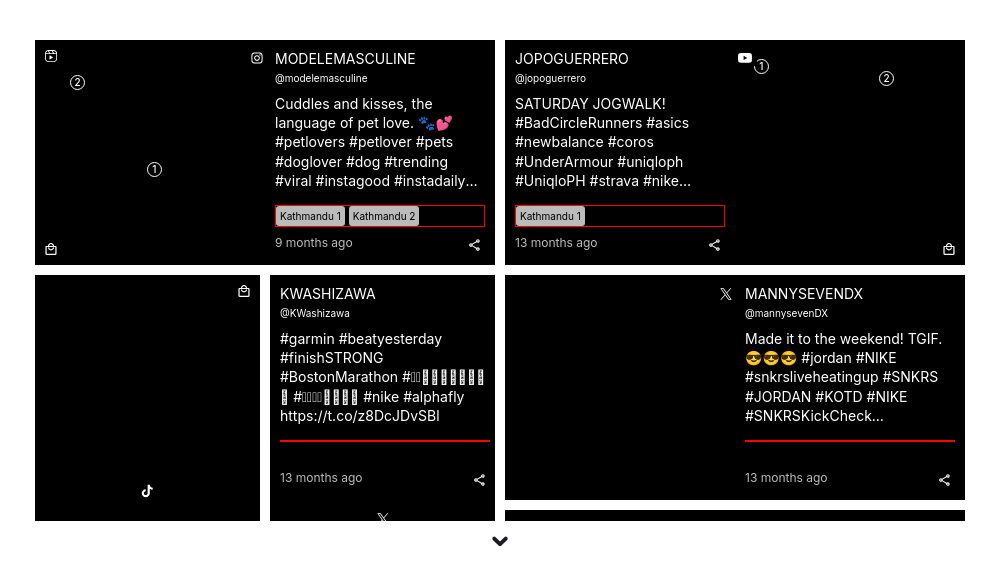 MODELEMASCULINE
@modelemasculine
2
1
Cuddles and kisses, the
language of pet love. 🐾💕
#petlovers #petlover #pets
#doglover #dog #trending
#viral #instagood #instadaily...
Kathmandu 1 Kathmandu 2
9 months ago
JOPOGUERRERO
@jopoguerrero
1
2
SATURDAY JOGWALK!
#BadCircleRunners #asics
#newbalance #coros
#UnderArmour #uniqloph
#UniqloPH #strava #nike...
Kathmandu 1
13 months ago
KWASHIZAWA
@KWashizawa
#garmin #beatyesterday
#finishSTRONG
#BostonMarathon #
# #nike #alphafly
https://t.co/z8DcJDvSBI
13 months ago
MANNYSEVENDX
@mannysevenDX
Made it to the weekend! TGIF.
😎😎😎 #jordan #NIKE
#snkrsliveheatingup #SNKRS
#JORDAN #KOTD #NIKE
#SNKRSKickCheck...
13 months ago